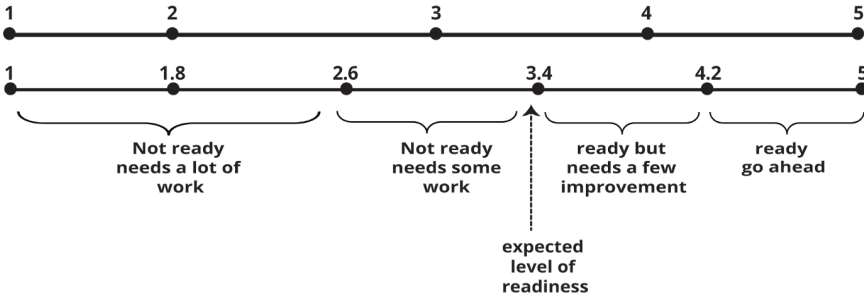 1 2 3 4 5
1 1.8 2.6 3.4 4.2 5
Not ready
needs a lot of
work
Not ready
needs some
work
ready but
needs a few
improvement
ready
go ahead
expected
level of
readiness